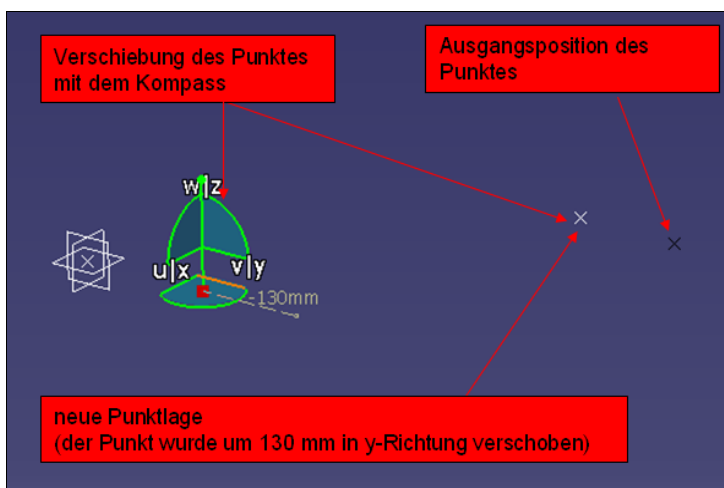 Verschiebung des Punktes
mit dem Kompass
Ausgangsposition des
Punktes
w|z
u|x
v|y
-130mm
neue Punktlage
(der Punkt wurde um 130 mm in y-Richtung verschoben)